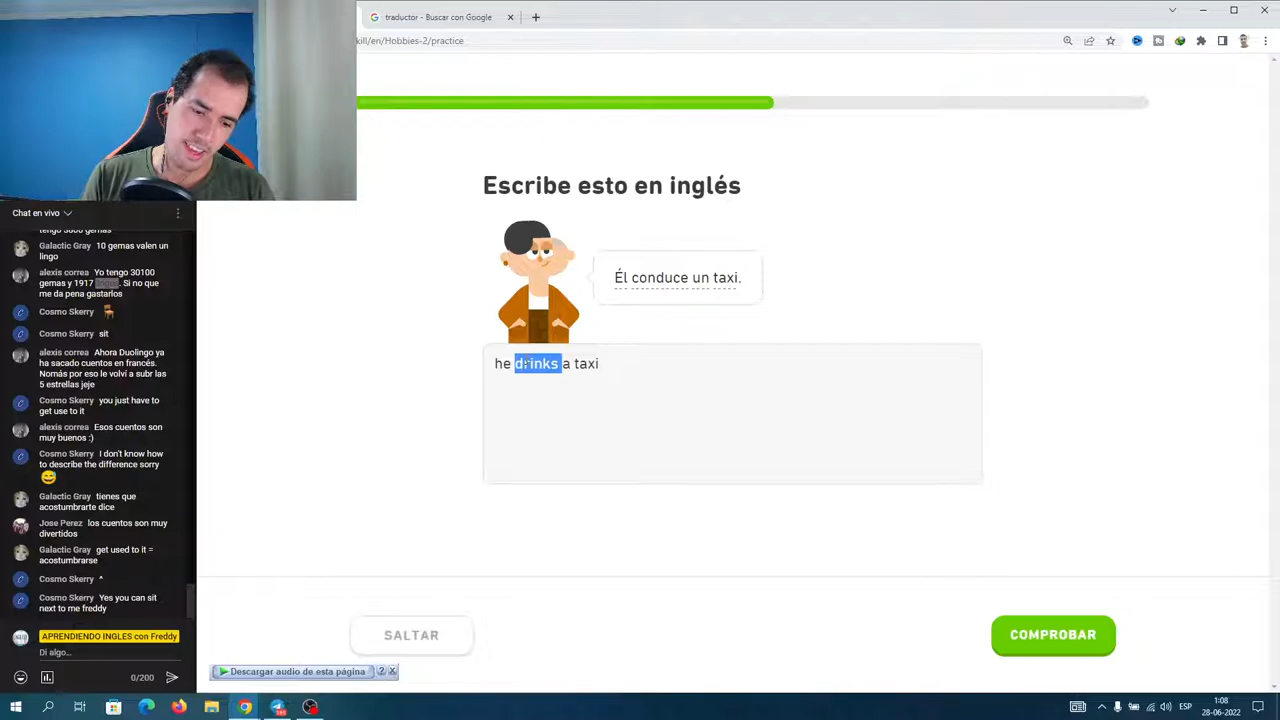 traductor - Buscar con Google
kill/en/Hobbies-2/practice
Chat en vivo
tengo 3800 gemas
Galactic Gray 10 gemas valen un
lingo
alexis correa Yo tengo 30100
gemas y 1917 lingos. Si no que
me da pena gastarlos
Cosmo Skerry
Cosmo Skerry sit
alexis correa Ahora Duolingo ya
ha sacado cuentos en francés.
Nomás por eso le volví a subr las
5 estrellas jeje
Cosmo Skerry you just have to
get use to it
alexis correa Esos cuentos son
muy buenos :)
Cosmo Skerry I don't know how
to describe the difference sorry
Galactic Gray tienes que
acostumbrarte dice
Jose Perez los cuentos son muy
divertidos
Galactic Gray get used to it =
acostumbrarse
Cosmo Skerry ^
Cosmo Skerry Yes you can sit
next to me freddy
APRENDIENDO INGLES con Freddy
Di algo...
0/200
Escribe esto en inglés
Él conduce un taxi.
he drinks a taxi
SALTAR
COMPROBAR
Descargar audio de esta página
ESP
1:08
28-06-2022